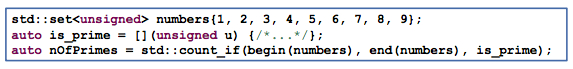 std::set<unsigned> numbers{1, 2, 3, 4, 5, 6, 7, 8, 9};
auto is_prime = [](unsigned u) {/*...*/};
auto nOfPrimes = std::count_if(begin(numbers), end(numbers), is_prime);